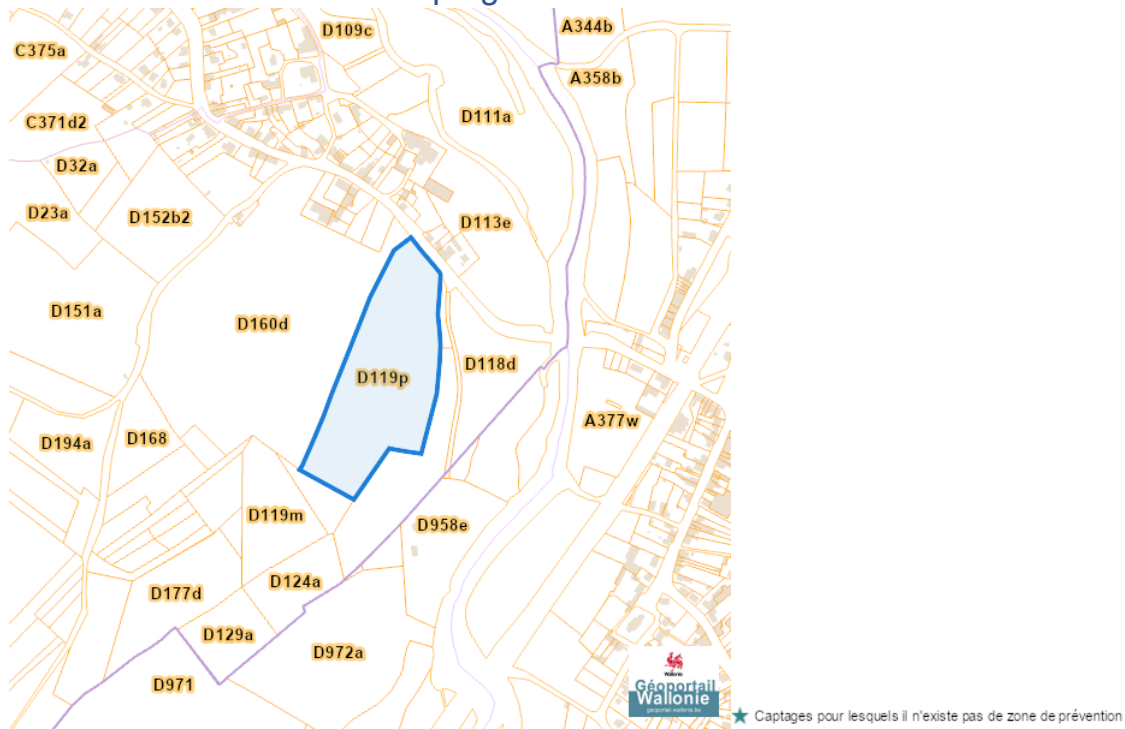 D109c
A344b
C375a
A358b
D111a
C371d2
D32a
D23a
D152b2
D113e
D151a
D160d
D118d
D119p
A377w
D194a
D168
D119m
D958e
D124a
D177d
D129a
D972a
D971
Wallonie
Géoportail
Wallonie
geoportail.wallonie.be
Captages pour lesquels il n'existe pas de zone de prévention